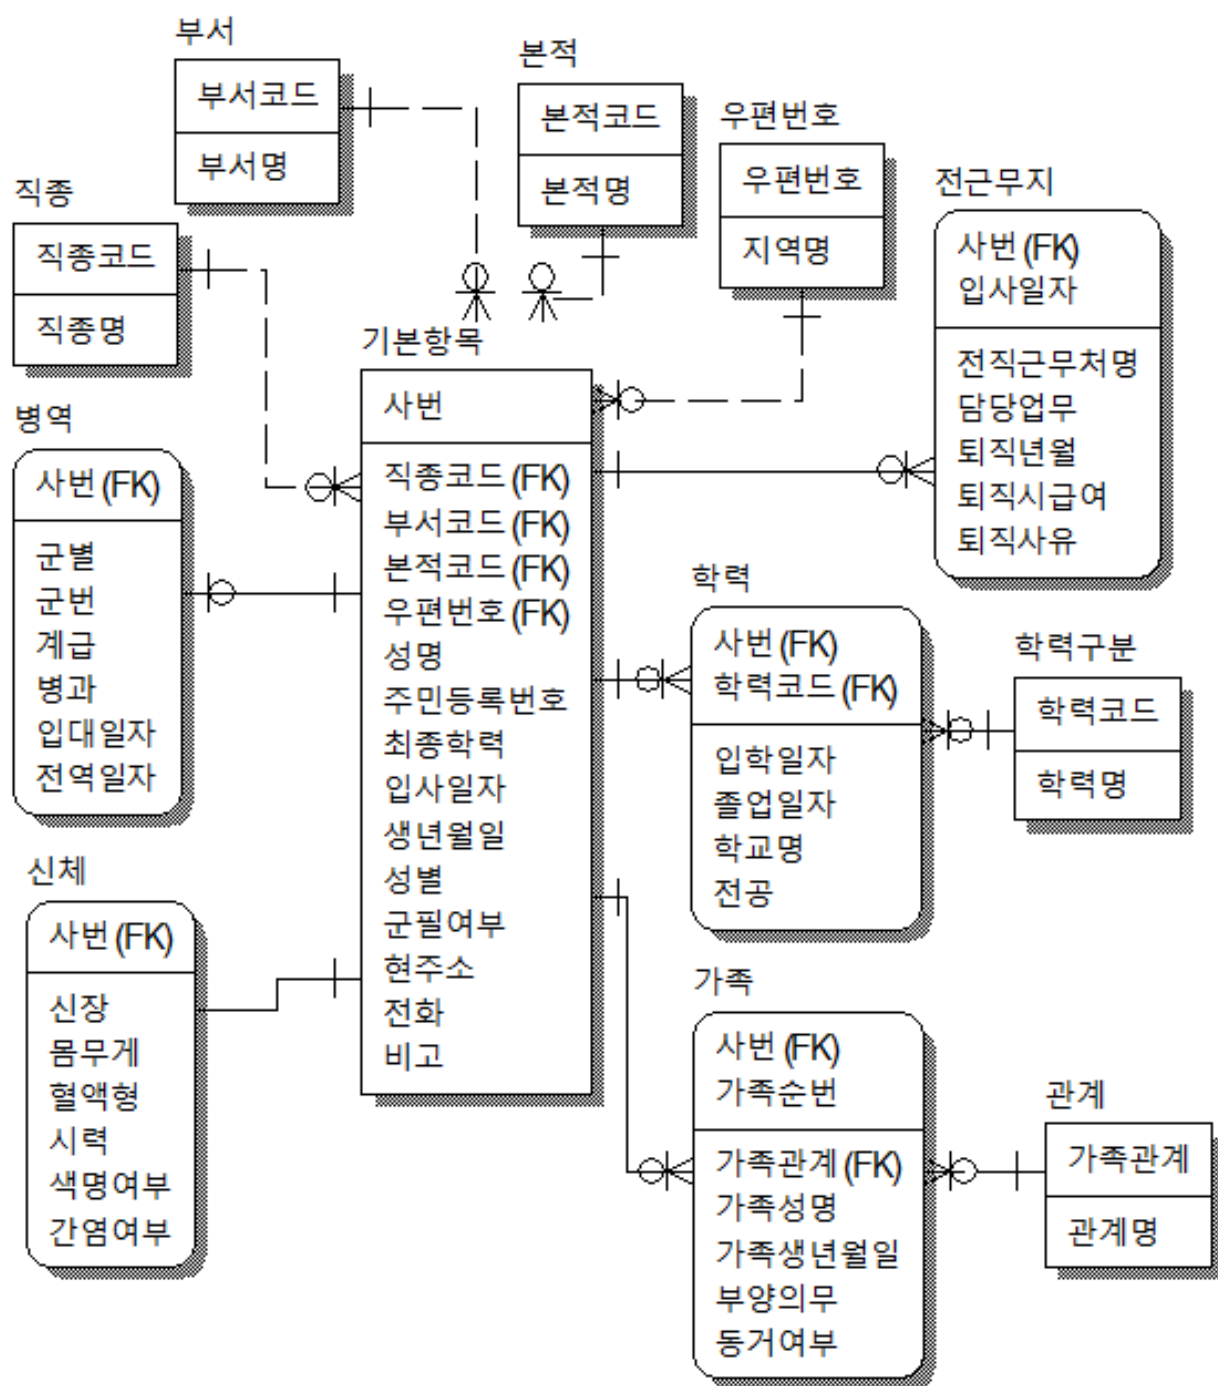 부서
부서코드
부서명
본적
본적코드
본적명
우편번호
우편번호
지역명
직종
직종코드
직종명
전근무지
사번(FK)
입사일자
전직근무처명
담당업무
퇴직년월
퇴직시급여
퇴직사유
기본항목
사번
직종코드(FK)
부서코드(FK)
본적코드(FK)
우편번호(FK)
성명
주민등록번호
최종학력
입사일자
생년월일
성별
군필여부
현주소
전화
비고
병역
사번(FK)
군별
군번
계급
병과
입대일자
전역일자
학력
사번(FK)
학력코드(FK)
입학일자
졸업일자
학교명
전공
학력구분
학력코드
학력명
신체
사번(FK)
신장
몸무게
혈액형
시력
색명여부
간염여부
가족
사번(FK)
가족순번
가족관계(FK)
가족성명
가족생년월일
부양의무
동거여부
관계
가족관계
관계명